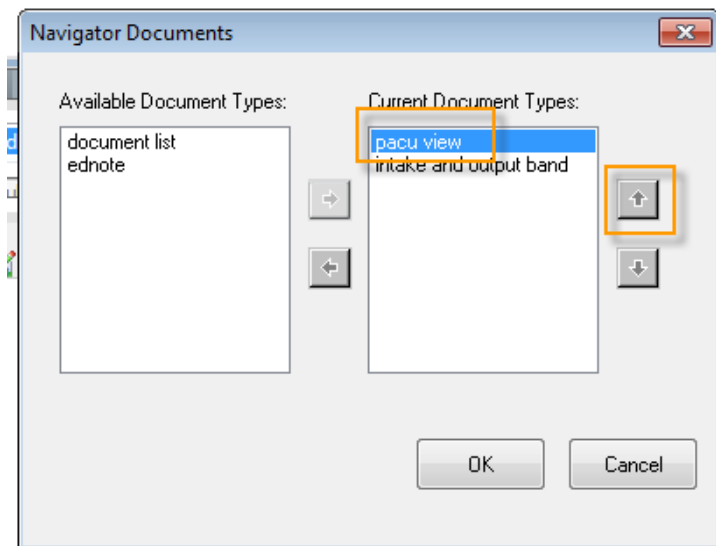 Navigator Documents
Available Document Types:
Current Document Types:
document list
ednote
pacu view
intake and output band
OK
Cancel